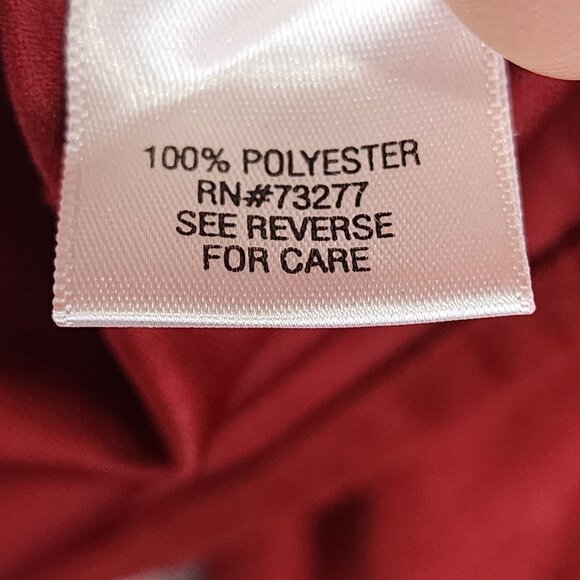 100% POLYESTER
RN#73277
SEE REVERSE
FOR CARE